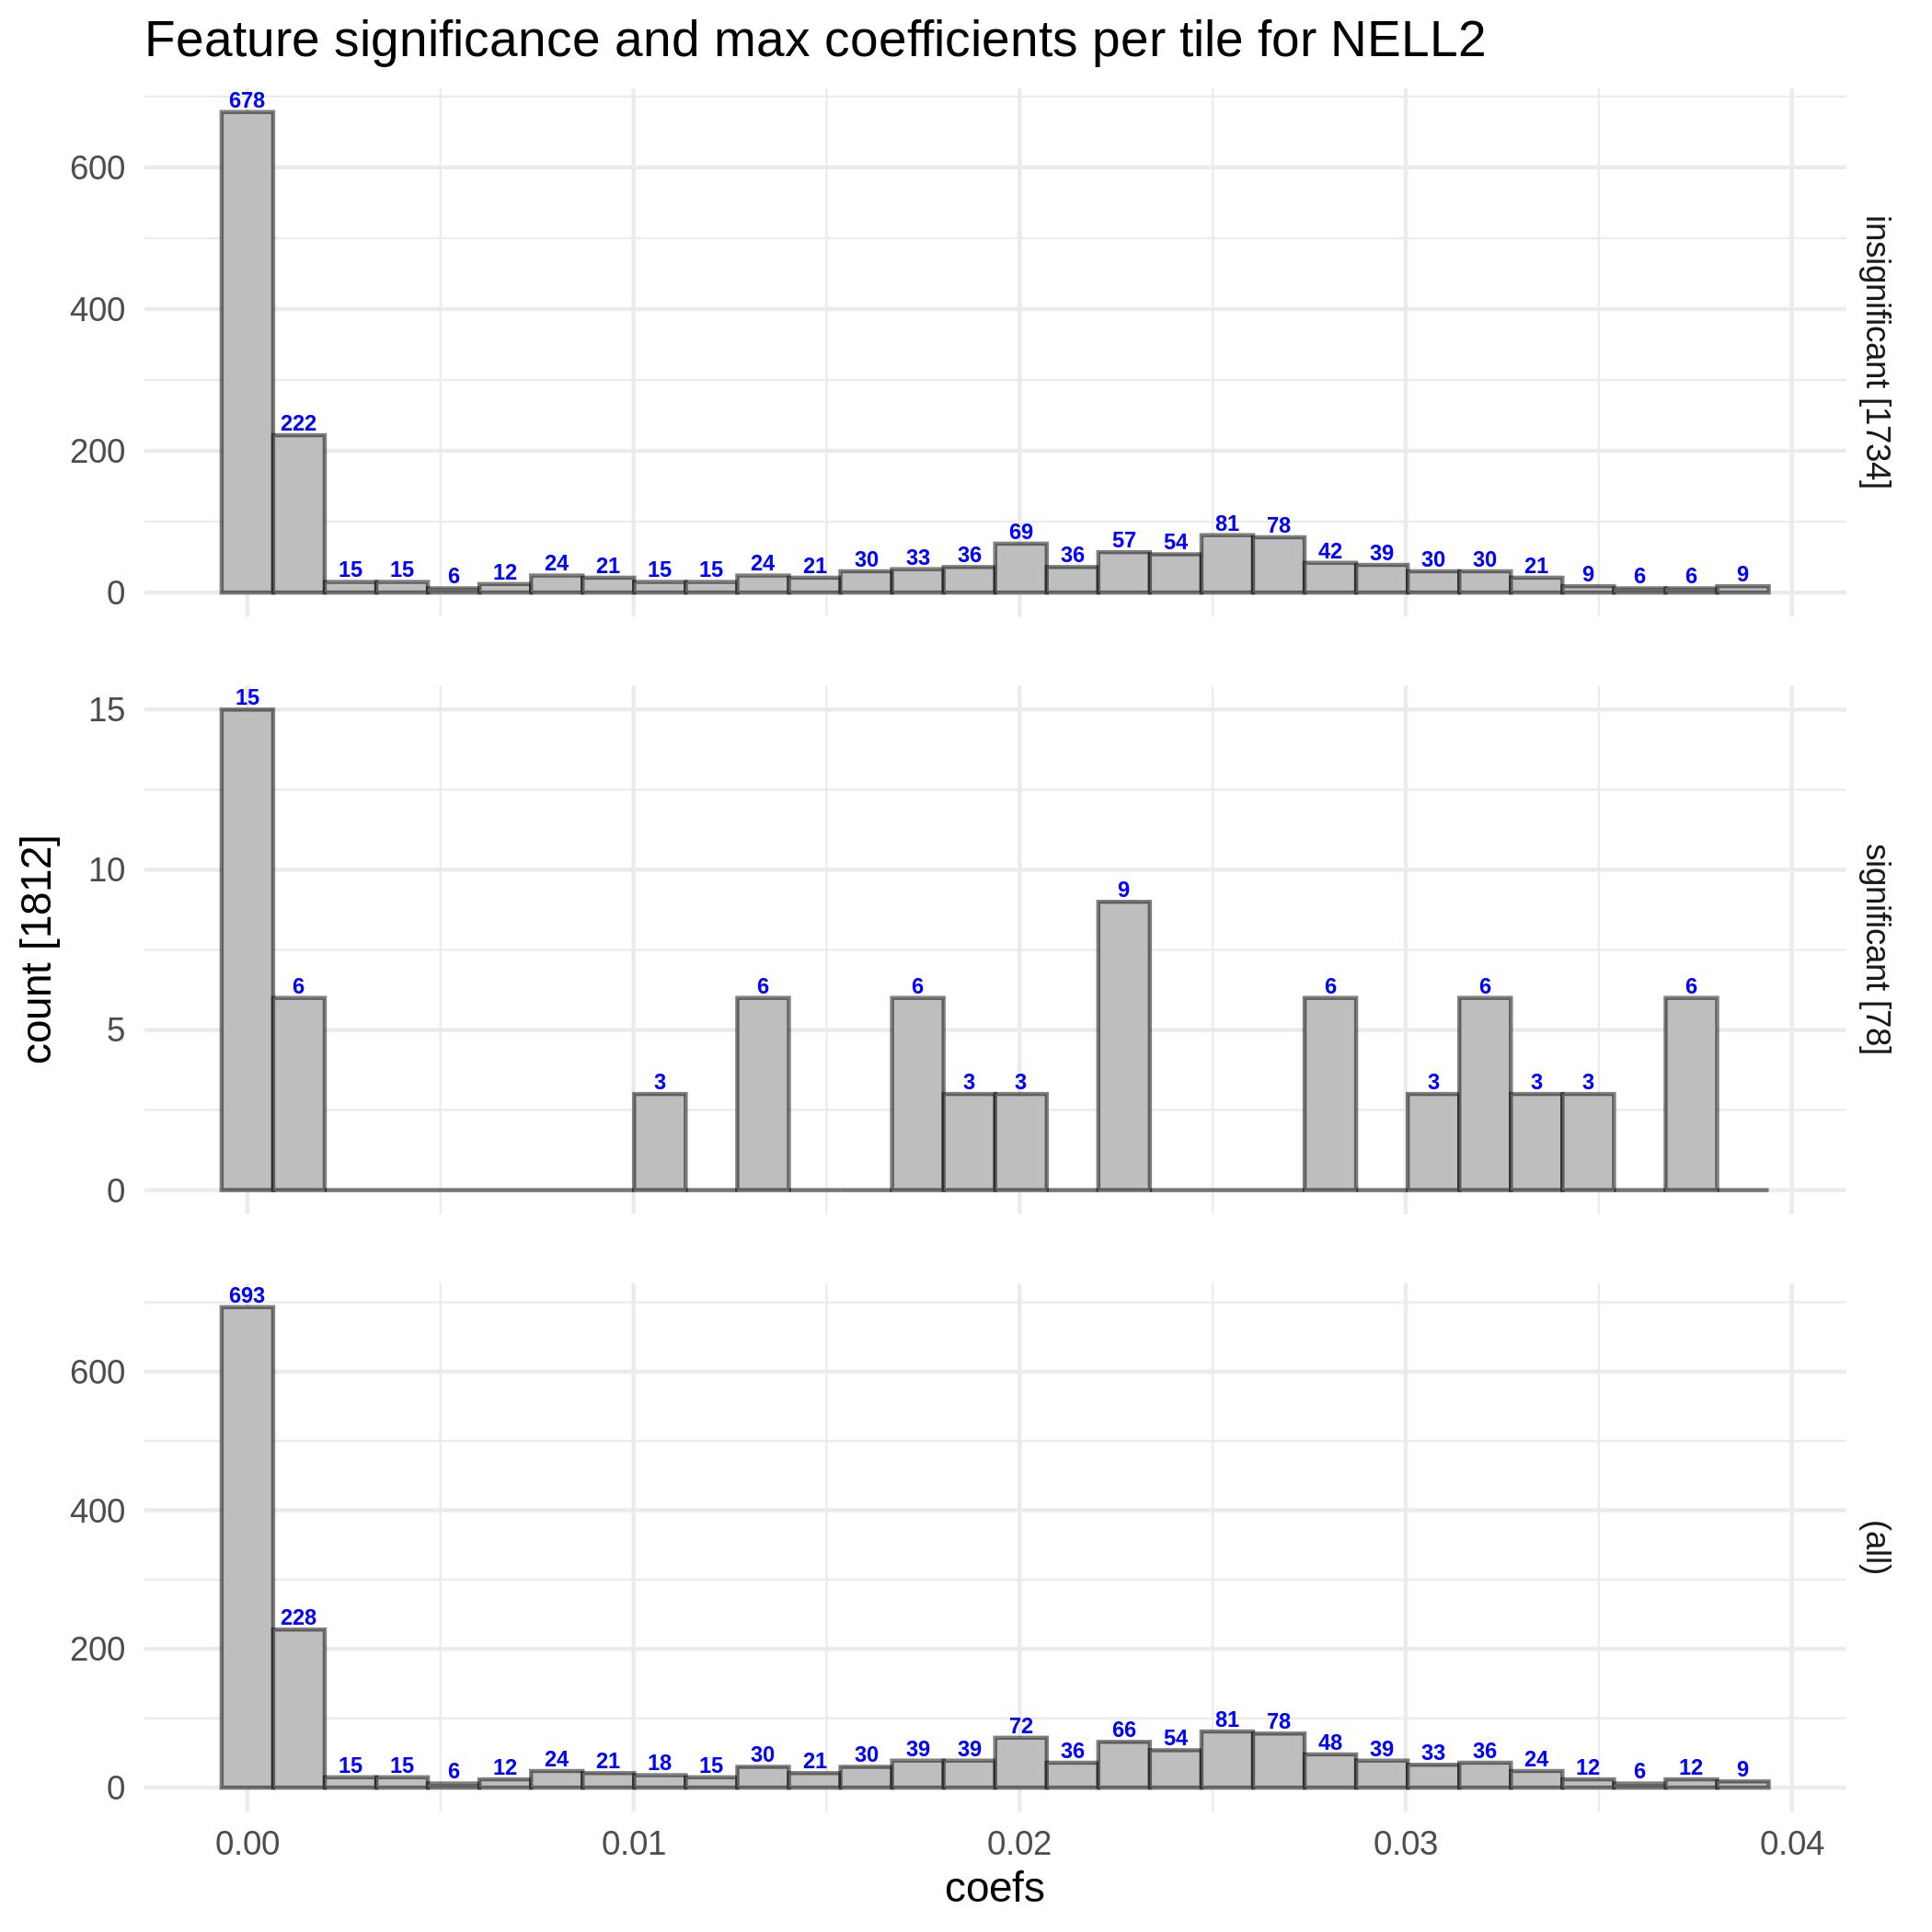 Feature significance and max coefficients per tile for NELL2
678
600
400
200
0
222 15 15 6 12 24 21 15 15 24 21 30 33 36 69 36 57 54 81 78 42 39 30 30 21 9 6 6 9
insignificant [1734]
count [1812]
15
10
5
0
15 6 3 6 6 3 3 9 6 3 6 3 3 6
significant [78]
693
600
400
200
0
228 15 15 6 12 24 21 18 15 30 21 30 39 39 72 36 66 54 81 78 48 39 33 36 24 12 6 12 9
(all)
0.00 0.01 0.02 0.03 0.04
coefs